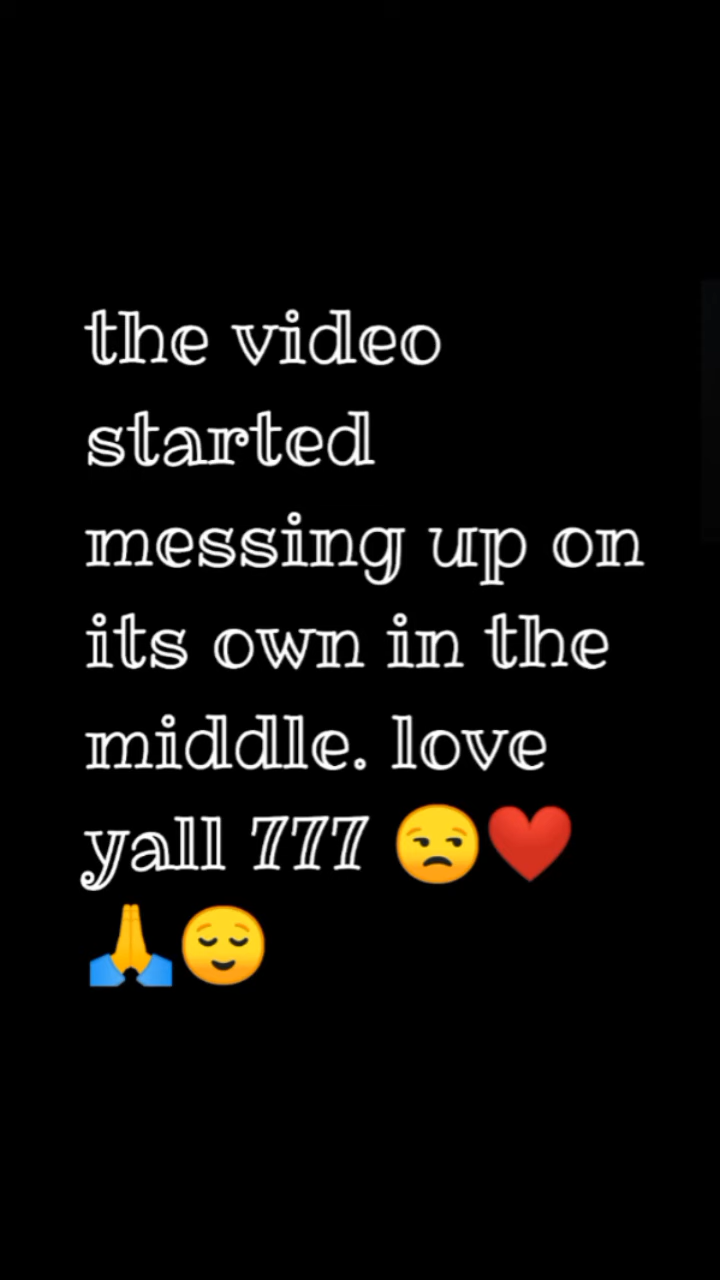 the video
started
messing up on
its own in the
middle. love
yall 777 😒❤️
🙏😌